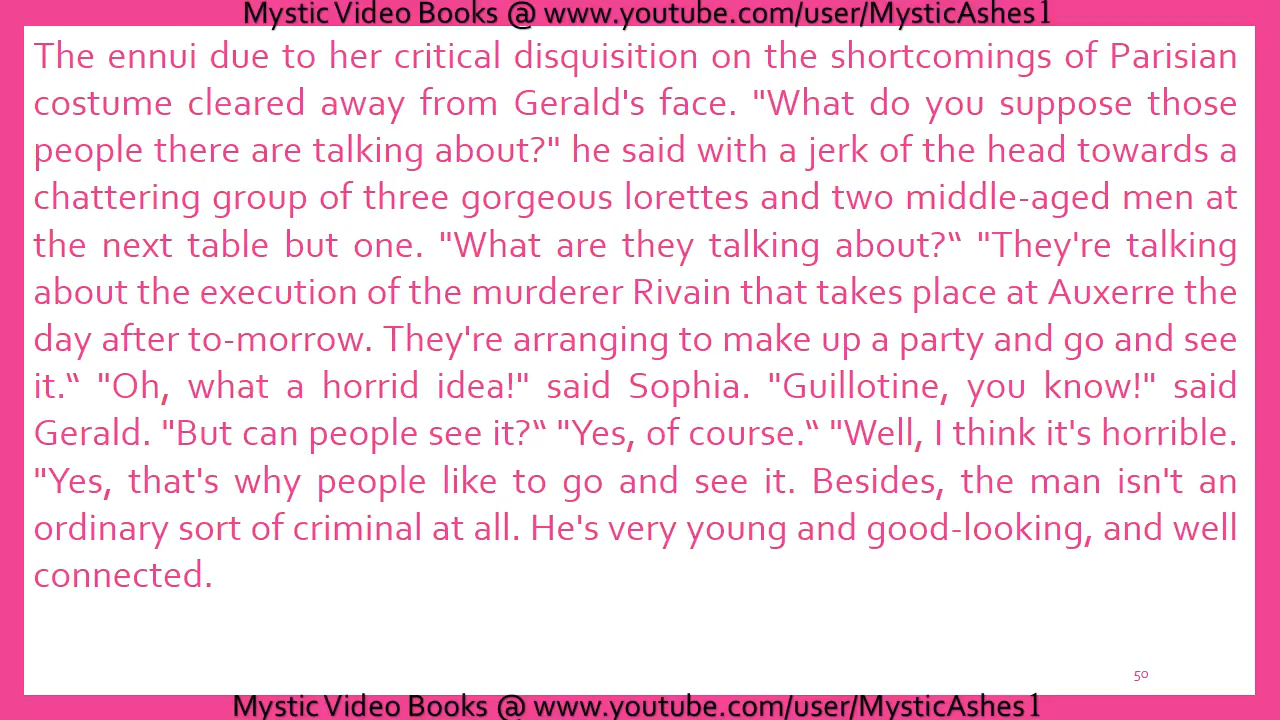 Mystic Video Books @ www.youtube.com/user/MysticAshes1
The ennui due to her critical disquisition on the shortcomings of Parisian
costume cleared away from Gerald's face. "What do you suppose those
people there are talking about?" he said with a jerk of the head towards a
chattering group of three gorgeous lorettes and two middle-aged men at
the next table but one. "What are they talking about?“ "They're talking
about the execution of the murderer Rivain that takes place at Auxerre the
day after to-morrow. They're arranging to make up a party and go and see
it.“ "Oh, what a horrid idea!" said Sophia. "Guillotine, you know!" said
Gerald. "But can people see it?“ "Yes, of course.“ "Well, I think it's horrible.
"Yes, that's why people like to go and see it. Besides, the man isn't an
ordinary sort of criminal at all. He's very young and good-looking, and well
connected.
50
Mystic Video Books @ www.youtube.com/user/MysticAshes1